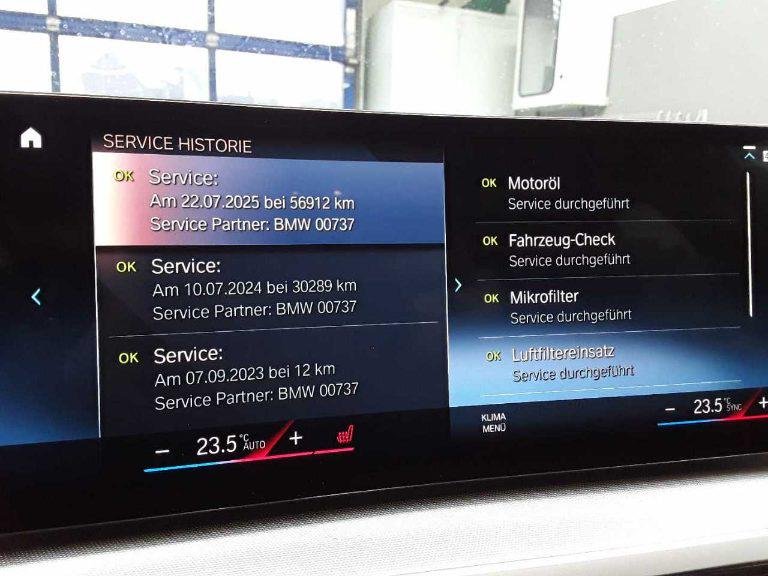 SERVICE HISTORIE
OK Service:
Am 22.07.2025 bei 56912 km
Service Partner: BMW 00737
OK Service:
Am 10.07.2024 bei 30289 km
Service Partner: BMW 00737
OK Service:
Am 07.09.2023 bei 12 km
Service Partner: BMW 00737
OK Motoröl
Service durchgeführt
OK Fahrzeug-Check
Service durchgeführt
OK Mikrofilter
Service durchgeführt
OK Luftfiltereinsatz
Service durchgeführt
− 23.5 °C AUTO +
KLIMA
MENÜ
− 23.5 °C SYNC +